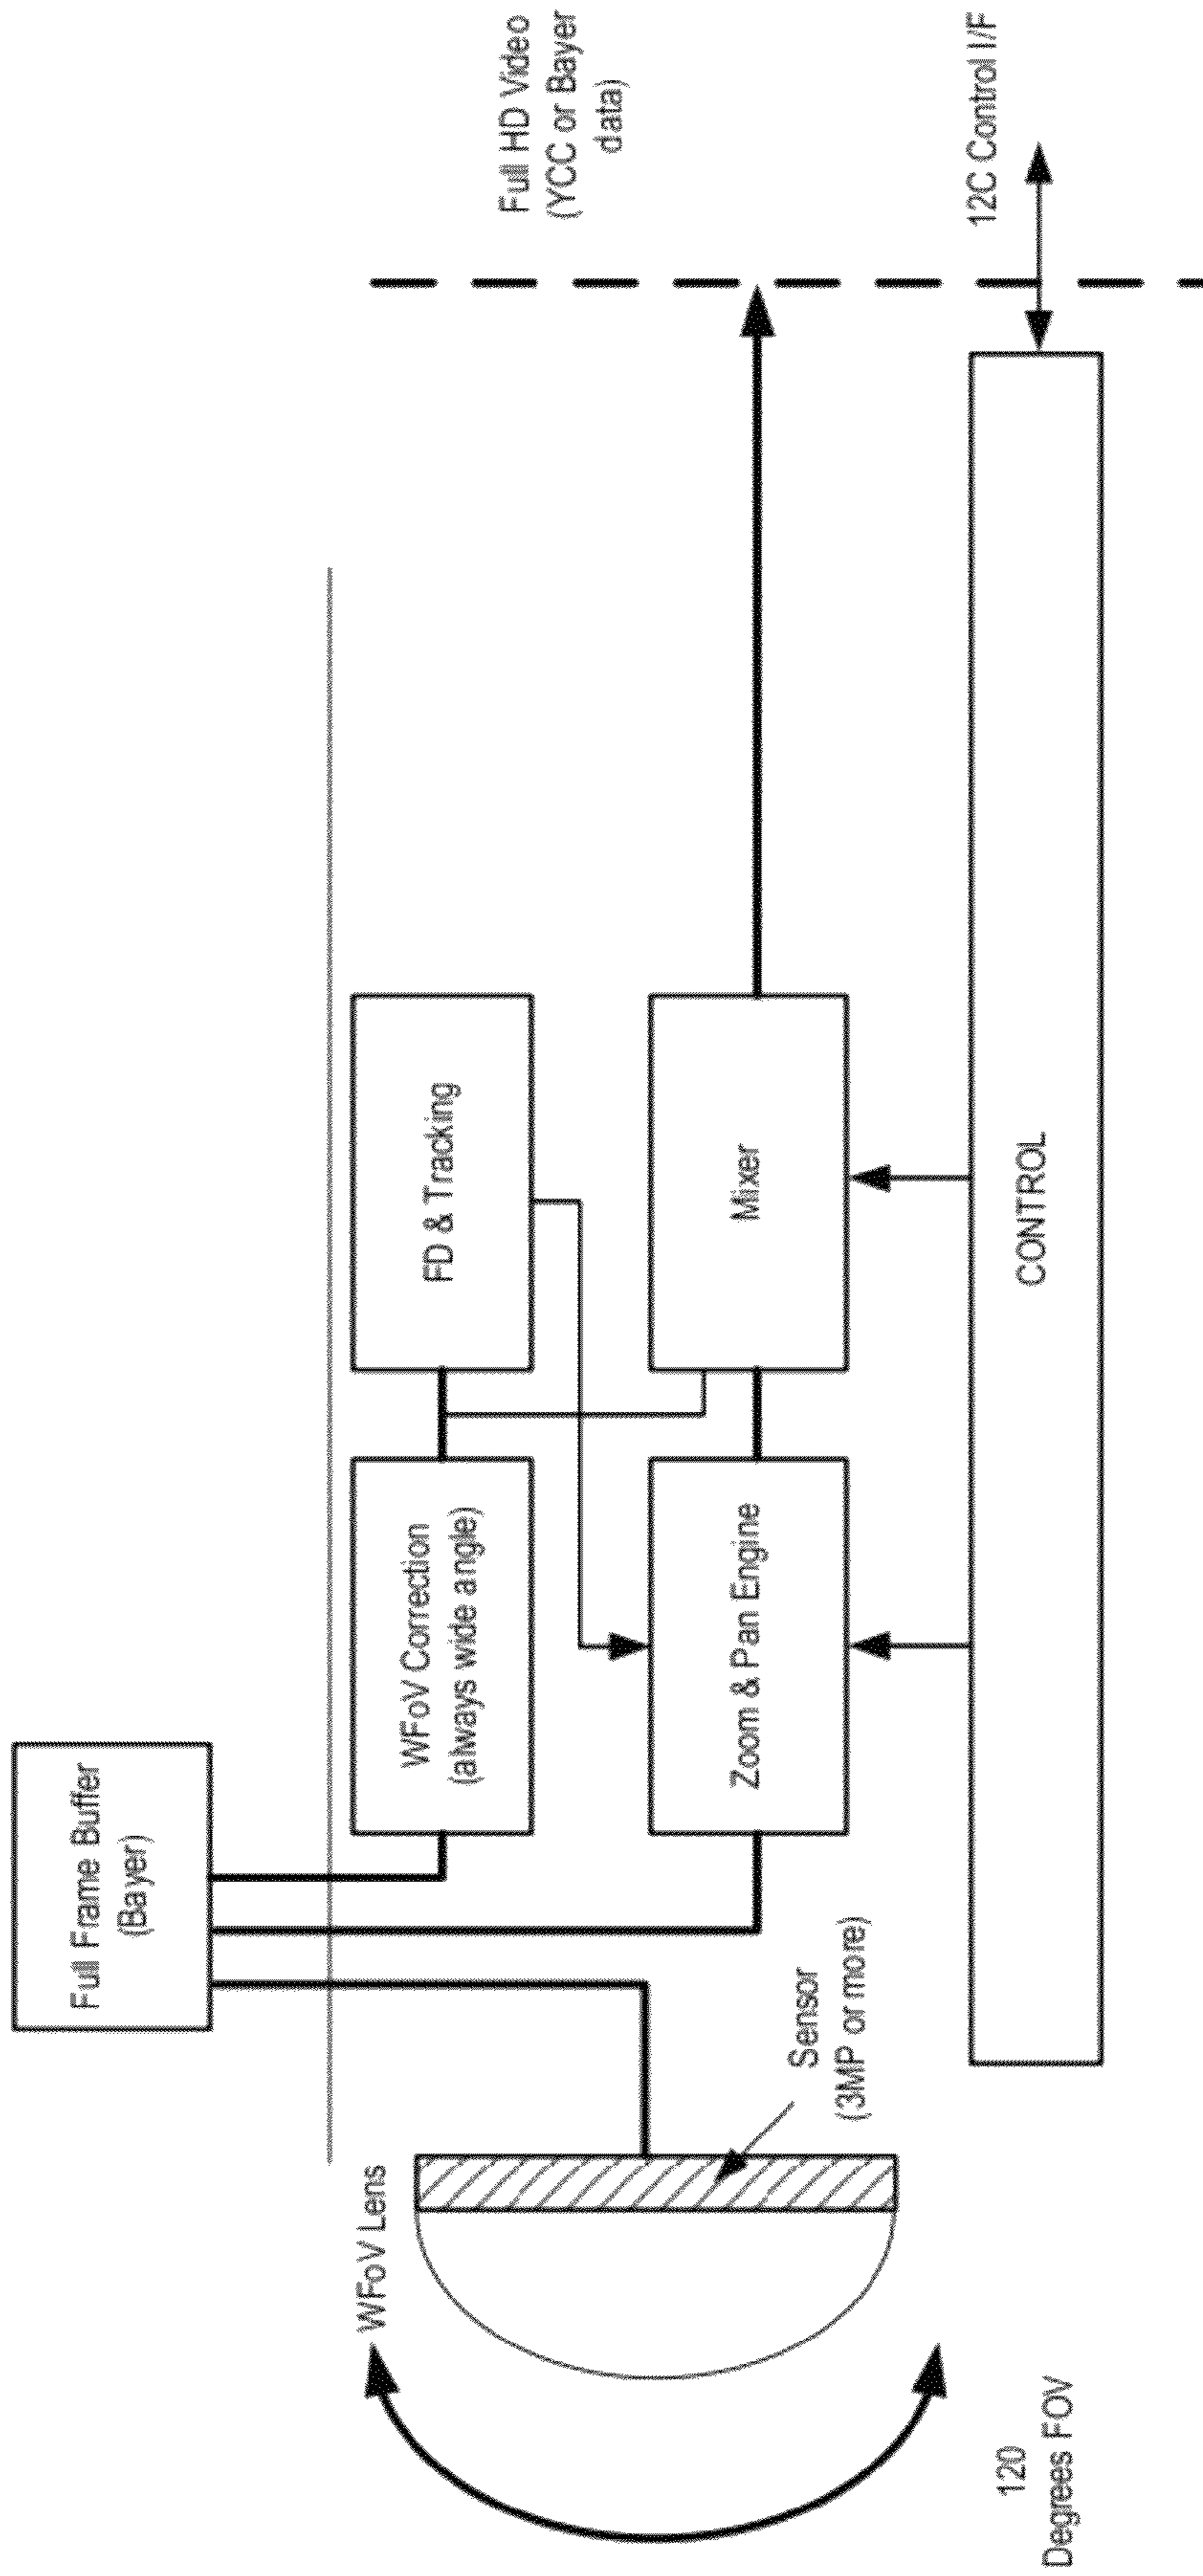 Full Frame Buffer
(Bayer)
WFoV Lens
WFoV Correction
(always wide angle)
FD & Tracking
Full HD Video
(YCC or Bayer
data)
Zoom & Pan Engine
Mixer
Sensor
(3MP or more)
120
Degrees FOV
CONTROL
12C Control I/F